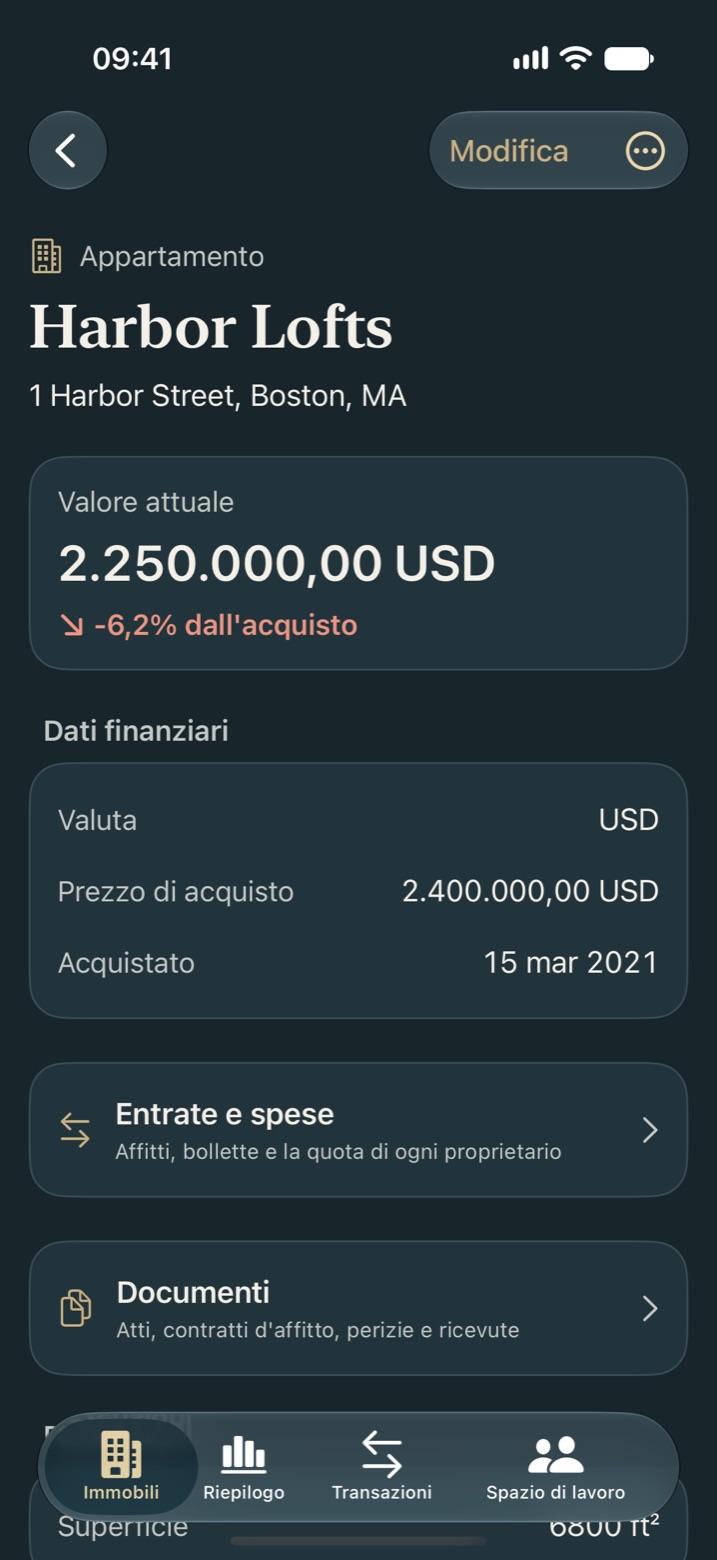 09:41
Modifica
Appartamento
Harbor Lofts
1 Harbor Street, Boston, MA
Valore attuale
2.250.000,00 USD
-6,2% dall'acquisto
Dati finanziari
Valuta USD
Prezzo di acquisto 2.400.000,00 USD
Acquistato 15 mar 2021
Entrate e spese
Affitti, bollette e la quota di ogni proprietario
Documenti
Atti, contratti d'affitto, perizie e ricevute
Immobili Riepilogo Transazioni Spazio di lavoro
Superficie 6800 ft²